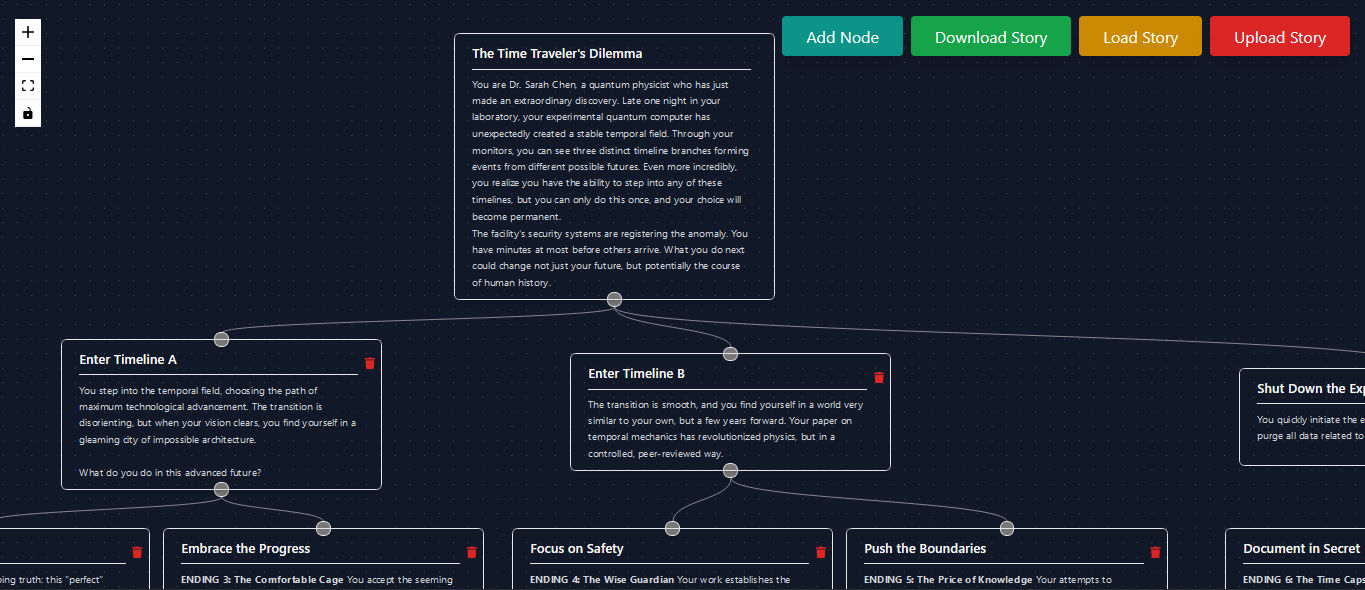 Add Node
Download Story
Load Story
Upload Story
The Time Traveler's Dilemma
You are Dr. Sarah Chen, a quantum physicist who has just
made an extraordinary discovery. Late one night in your
laboratory, your experimental quantum computer has
unexpectedly created a stable temporal field. Through your
monitors, you can see three distinct timeline branches forming
events from different possible futures. Even more incredibly,
you realize you have the ability to step into any of these
timelines, but you can only do this once, and your choice will
become permanent.
The facility's security systems are registering the anomaly. You
have minutes at most before others arrive. What you do next
could change not just your future, but potentially the course
of human history.
Enter Timeline A
You step into the temporal field, choosing the path of
maximum technological advancement. The transition is
disorienting, but when your vision clears, you find yourself in a
gleaming city of impossible architecture.
What do you do in this advanced future?
Enter Timeline B
The transition is smooth, and you find yourself in a world very
similar to your own, but a few years forward. Your paper on
temporal mechanics has revolutionized physics, but in a
controlled, peer-reviewed way.
Shut Down the Exp
You quickly initiate the e
purge all data related to
ing truth: this "perfect"
Embrace the Progress
ENDING 3: The Comfortable Cage You accept the seeming
Focus on Safety
ENDING 4: The Wise Guardian Your work establishes the
Push the Boundaries
ENDING 5: The Price of Knowledge Your attempts to
Document in Secret
ENDING 6: The Time Caps